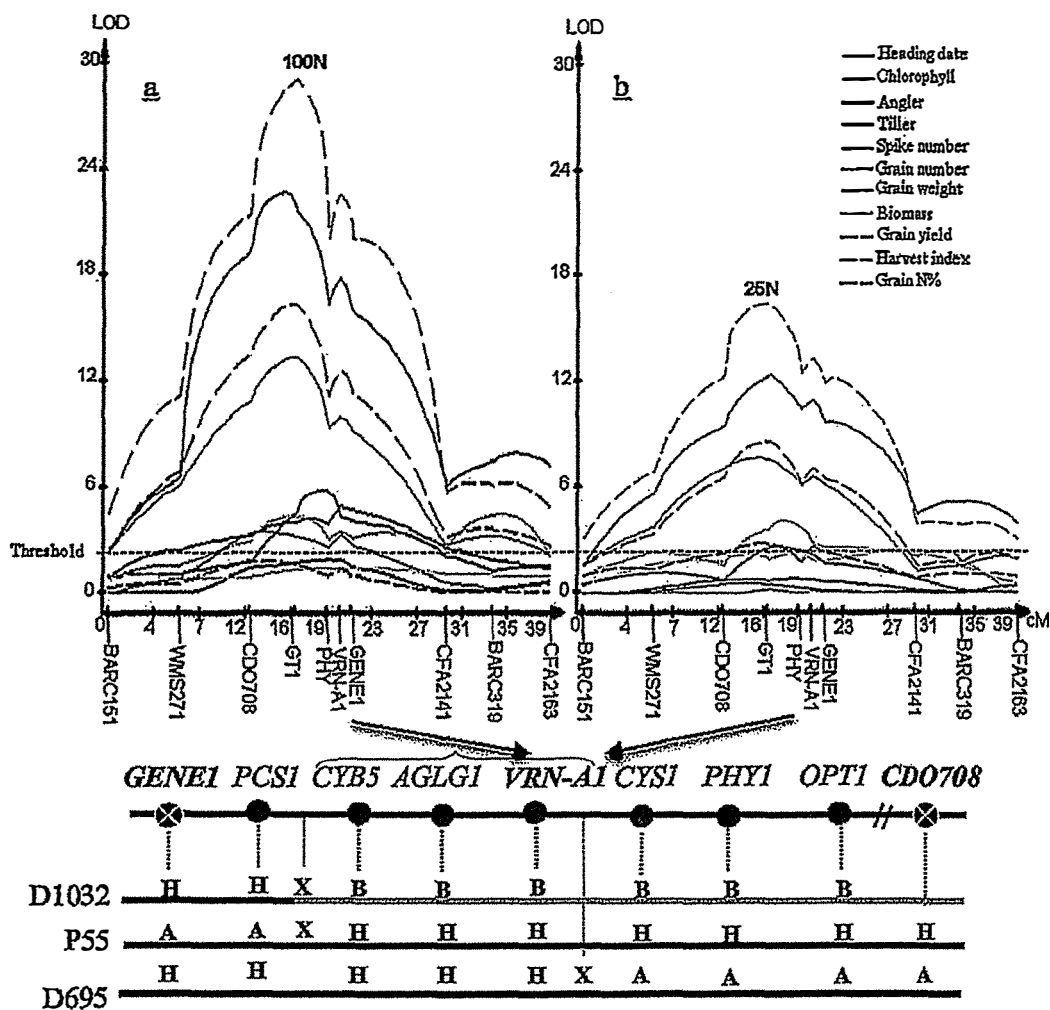 LOD
30
24
18
12
6
0
a
100N
Threshold
0 4 7 12 16 19 23 27 31 35 39
BARC151
WMS271
CDO708
GT1
PHY
VRN-A1
GENE1
CFA2141
BARC319
CFA2163
LOD
30
24
18
12
6
0
b
25N
0 4 7 12 16 19 23 27 31 35 39 cM
BARC151
WMS271
CDO708
GT1
PHY
VRN-A1
GENE1
CFA2141
BARC319
CFA2163
Heading date
Chlorophyll
Angler
Tiller
Spike number
Grain number
Grain weight
Biomass
Grain yield
Harvest index
Grain N%
GENE1 PCS1 CYB5 AGLG1 VRN-A1 CYS1 PHY1 OPT1 CDO708
//
D1032 H H X B B B B B B
P55 A A X H H H H H H H
D695 H H H H H X A A A A